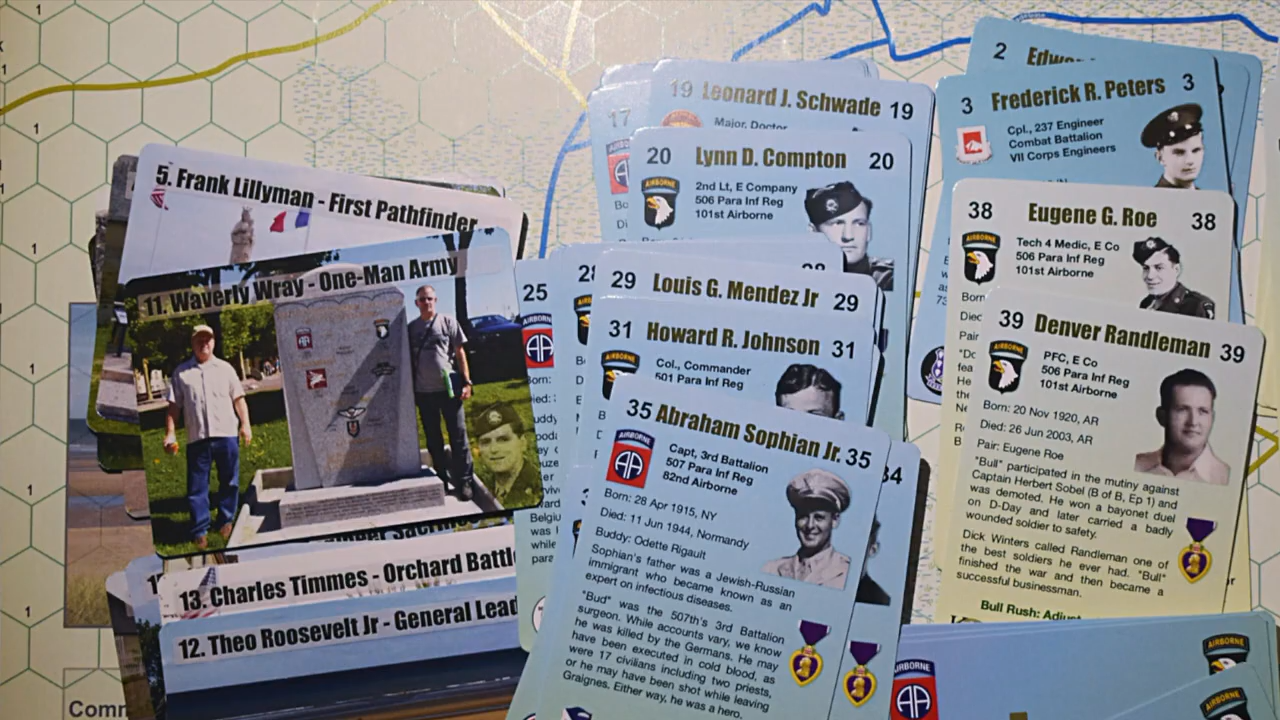 5. Frank Lillyman - First Pathfinder
11. Waverly Wray - One-Man Army
13. Charles Timmes - Orchard Battl
12. Theo Roosevelt Jr - General Lead
Comm
17
19 Leonard J. Schwade 19
Major, Doctor
20 Lynn D. Compton 20
AIRBORNE
2nd Lt, E Company
506 Para Inf Reg
101st Airborne
25
28
29 Louis G. Mendez Jr 29
31 Howard R. Johnson 31
AIRBORNE
Col., Commander
501 Para Inf Reg
34
35 Abraham Sophian Jr. 35
AIRBORNE
Capt, 3rd Battalion
507 Para Inf Reg
82nd Airborne
Born: 28 Apr 1915, NY
Died: 11 Jun 1944, Normandy
Buddy: Odette Rigault
Sophian's father was a Jewish-Russian
immigrant who became known as an
expert on infectious diseases.
"Bud" was the 507th's 3rd Battalion
surgeon. While accounts vary, we know
he was killed by the Germans. He may
have been executed in cold blood, as
were 17 civilians including two priests,
or he may have been shot while leaving
Graignes. Either way, he was a hero.
2
3 Frederick R. Peters 3
Cpl., 237 Engineer
Combat Battalion
VII Corps Engineers
38 Eugene G. Roe 38
AIRBORNE
Tech 4 Medic, E Co
506 Para Inf Reg
101st Airborne
39 Denver Randleman 39
AIRBORNE
PFC, E Co
506 Para Inf Reg
101st Airborne
Born: 20 Nov 1920, AR
Died: 26 Jun 2003, AR
Pair: Eugene Roe
"Bull" participated in the mutiny against
Captain Herbert Sobel (B of B, Ep 1) and
was demoted. He won a bayonet duel
on D-Day and later carried a badly
wounded soldier to safety.
Dick Winters called Randleman one of
the best soldiers he ever had. "Bull"
finished the war and then became a
successful businessman.
Bull Rush:
AIRBORNE
AIRBORNE
AIRBORNE